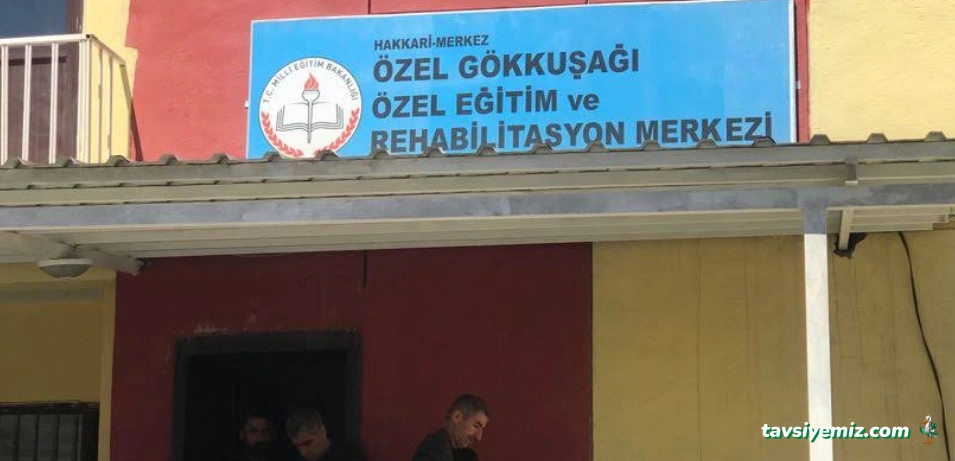 HAKKARİ-MERKEZ
ÖZEL GÖKKUŞAĞI
ÖZEL EĞİTİM ve
REHABİLİTASYON MERKEZİ
T.C. MİLLİ EĞİTİM BAKANLIĞI
tavsiyemiz.com